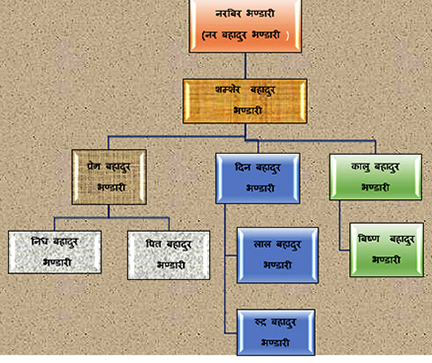 नरबिर भण्डारी
(नर बहादुर भण्डारी )
शम्शेर बहादुर
भण्डारी
प्रेम बहादुर
भण्डारी
दिन बहादुर
भण्डारी
कालु बहादुर
भण्डारी
निध बहादुर
भण्डारी
पित बहादुर
भण्डारी
लाल बहादुर
भण्डारी
बिष्ण बहादुर
भण्डारी
रुद्र बहादुर
भण्डारी